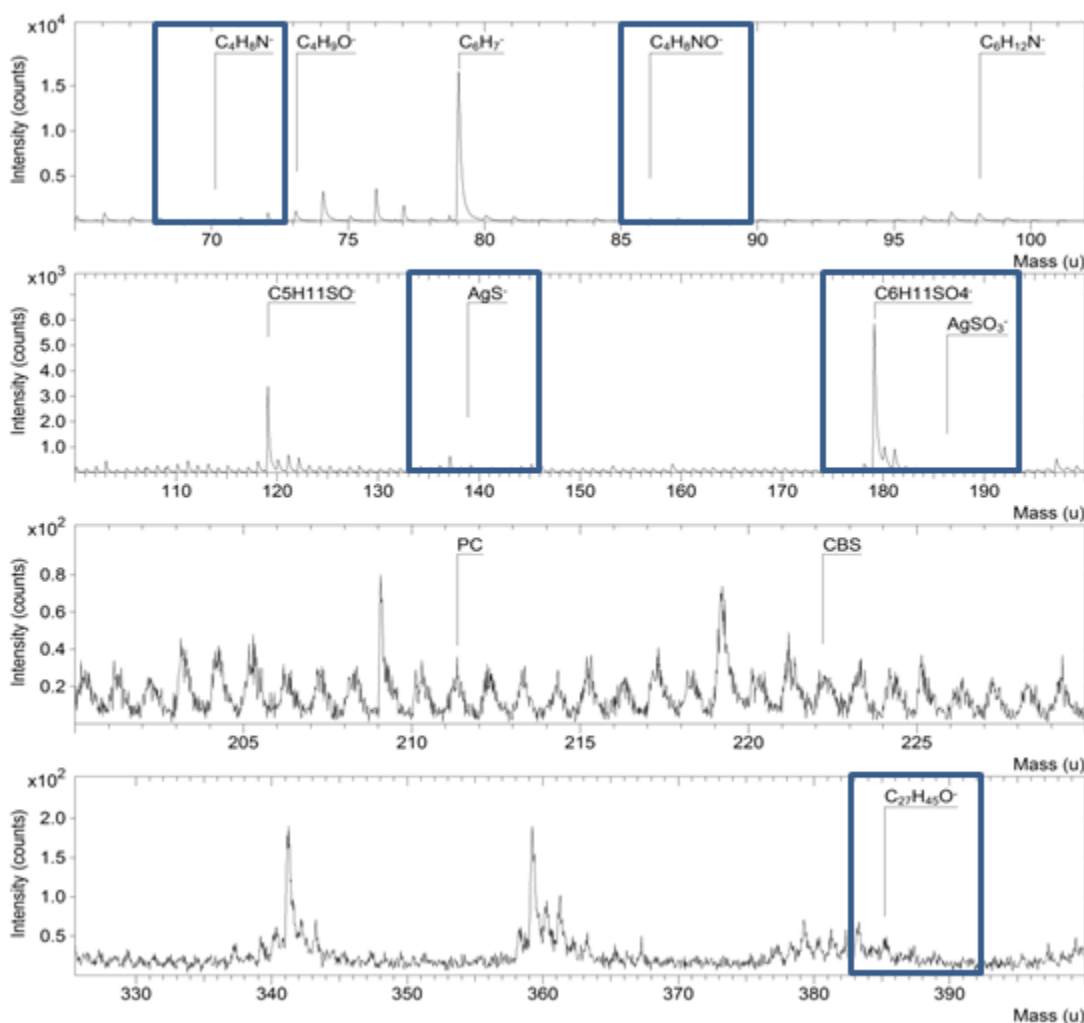 x10⁴
C₄H₈N⁻ C₄H₉O⁻ C₆H₇⁻ C₄H₈NO⁻ C₆H₁₂N⁻
Intensity (counts)
1.5
1.0
0.5
70 75 80 85 90 95 100
Mass (u)
x10³
C5H11SO⁻ AgS⁻ C6H11SO4⁻
AgSO₃⁻
Intensity (counts)
6.0
5.0
4.0
3.0
2.0
1.0
110 120 130 140 150 160 170 180 190
Mass (u)
x10²
PC CBS
Intensity (counts)
0.8
0.6
0.4
0.2
205 210 215 220 225
Mass (u)
x10²
C₂₇H₄₅O⁻
Intensity (counts)
2.0
1.5
1.0
0.5
330 340 350 360 370 380 390
Mass (u)